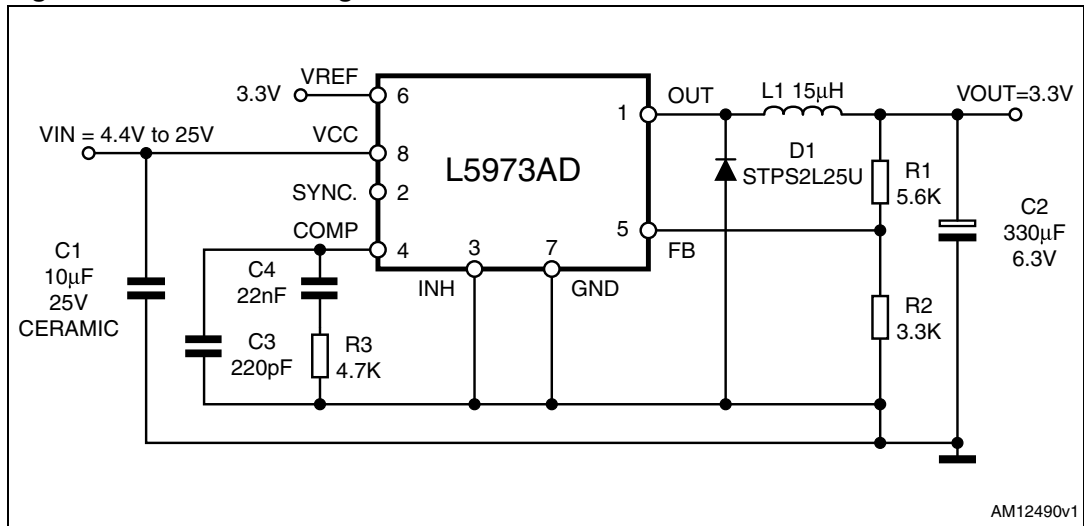 VREF
3.3V
6
VIN = 4.4V to 25V
VCC
8
SYNC.
2
COMP
4
L5973AD
3
INH
7
GND
1
OUT
5
FB
L1 15μH
VOUT=3.3V
D1
STPS2L25U
R1
5.6K
R2
3.3K
C2
330μF
6.3V
C1
10μF
25V
CERAMIC
C4
22nF
C3
220pF
R3
4.7K
AM12490v1